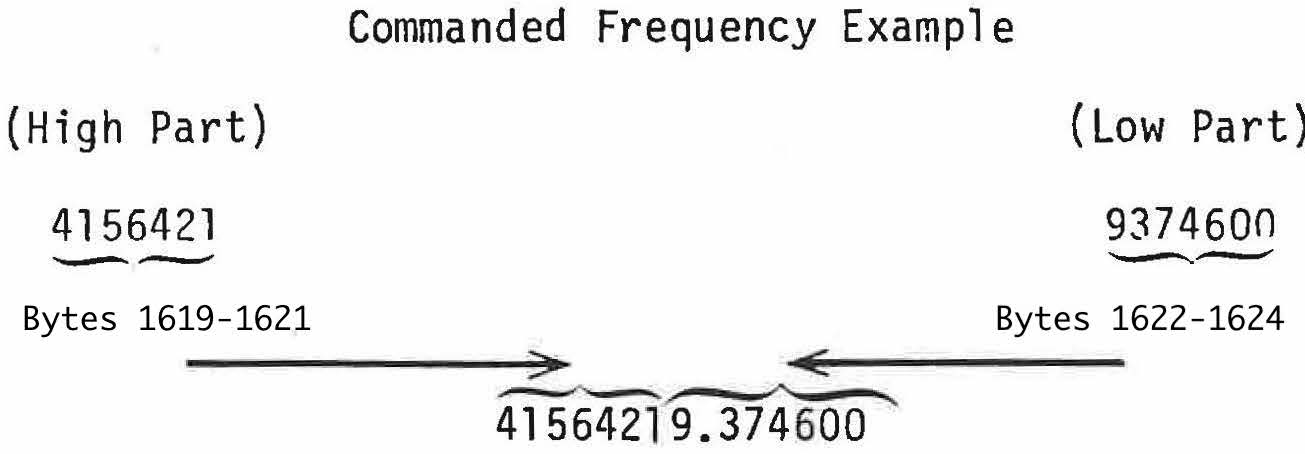 Commanded Frequency Example
(High Part) (Low Part)
4156421 9374600
Bytes 1619-1621 Bytes 1622-1624
41564219.374600